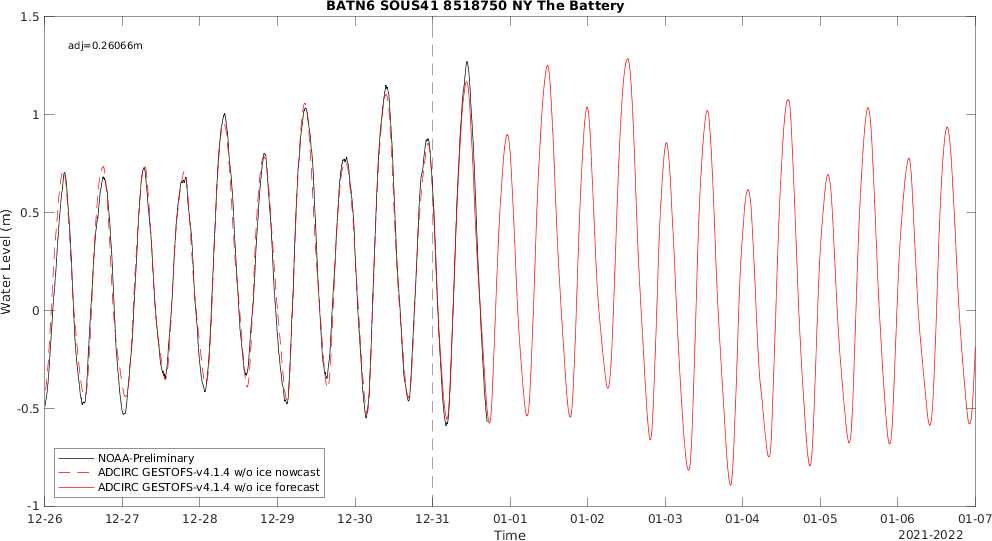 BATN6 SOUS41 8518750 NY The Battery
adj=0.26066m
1.5
1
0.5
0
-0.5
-1
Water Level (m)
NOAA-Preliminary
ADCIRC GESTOFS-v4.1.4 w/o ice nowcast
ADCIRC GESTOFS-v4.1.4 w/o ice forecast
12-26 12-27 12-28 12-29 12-30 12-31 01-01 01-02 01-03 01-04 01-05 01-06 01-07
Time
2021-2022